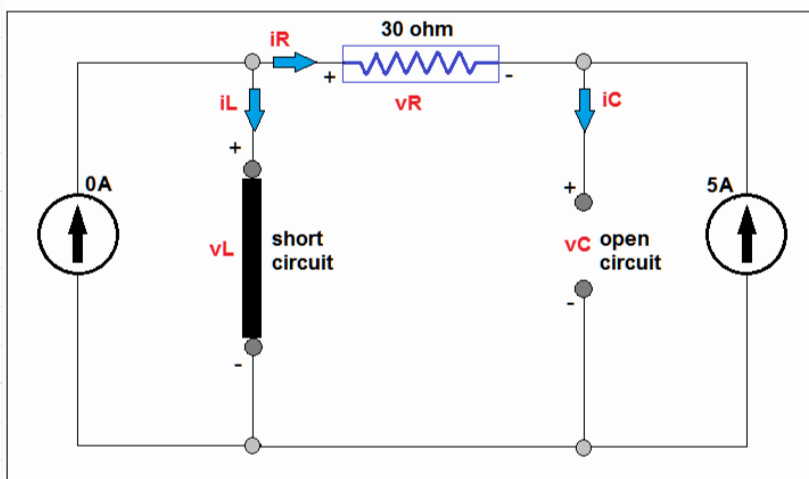 30 ohm
iR
+
-
vR
iL
iC
+
+
0A
5A
vL
short
circuit
vC
open
circuit
-
-